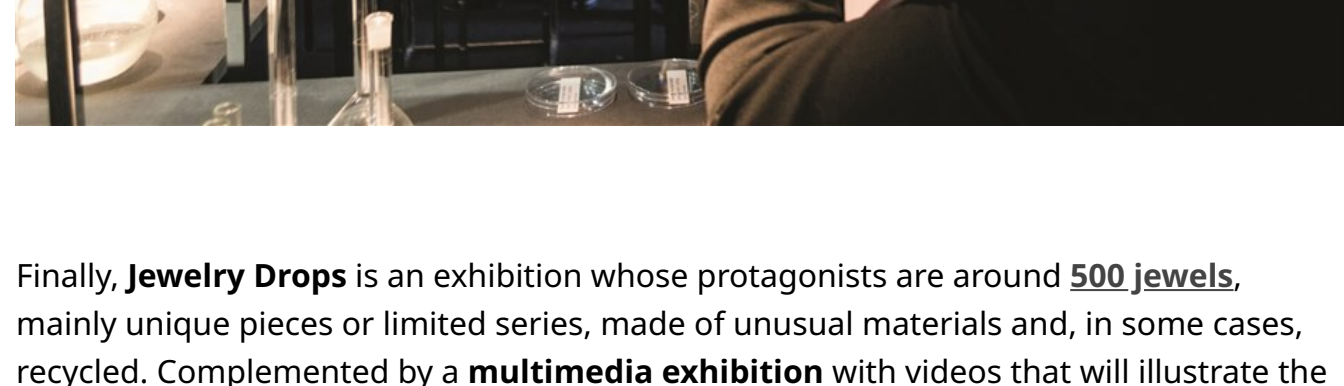 Finally, Jewelry Drops is an exhibition whose protagonists are around 500 jewels,
mainly unique pieces or limited series, made of unusual materials and, in some cases,
recycled. Complemented by a multimedia exhibition with videos that will illustrate the